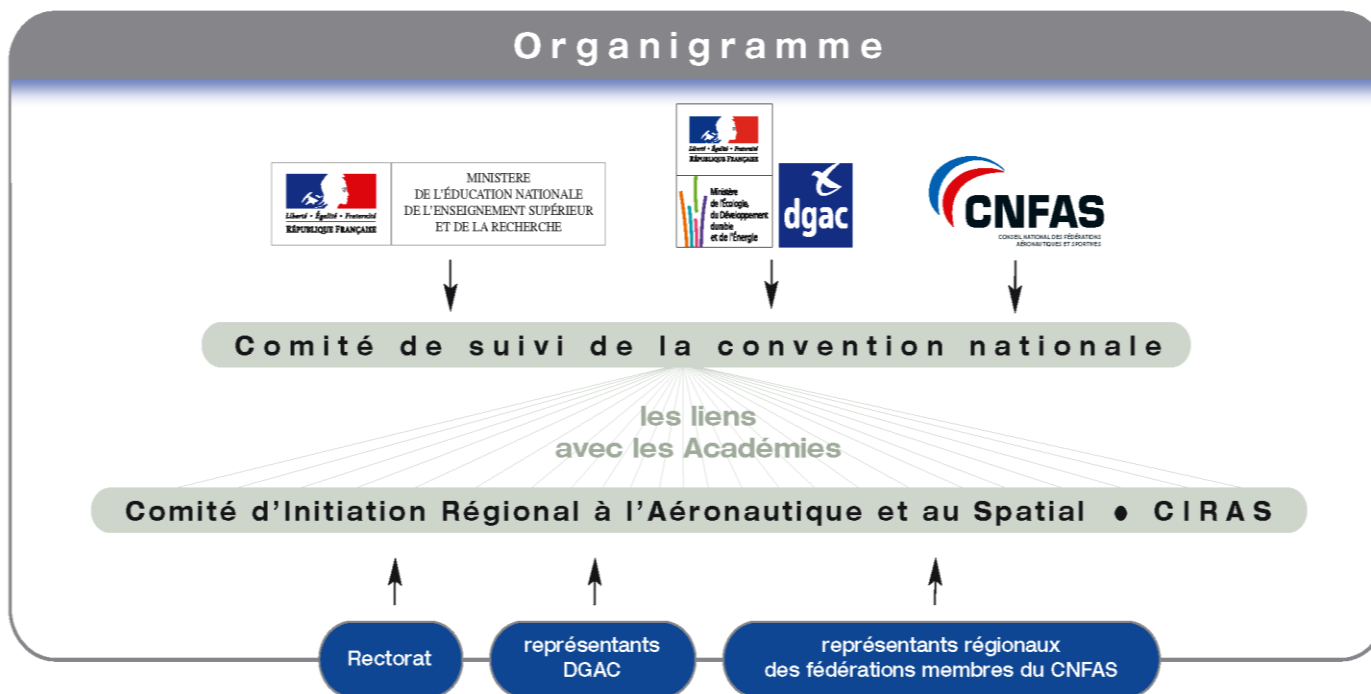 Organigramme
Liberté • Égalité • Fraternité
RÉPUBLIQUE FRANÇAISE
MINISTERE
DE L'ÉDUCATION NATIONALE
DE L'ENSEIGNEMENT SUPÉRIEUR
ET DE LA RECHERCHE
Liberté • Égalité • Fraternité
RÉPUBLIQUE FRANÇAISE
Ministère
de l'Écologie,
du Développement
durable
et de l'Énergie
dgac
CNFAS
CONSEIL NATIONAL DES FÉDÉRATIONS
AÉRONAUTIQUES ET SPORTIVES
Comité de suivi de la convention nationale
les liens
avec les Académies
Comité d'Initiation Régional à l'Aéronautique et au Spatial • CIRAS
Rectorat
représentants
DGAC
représentants régionaux
des fédérations membres du CNFAS